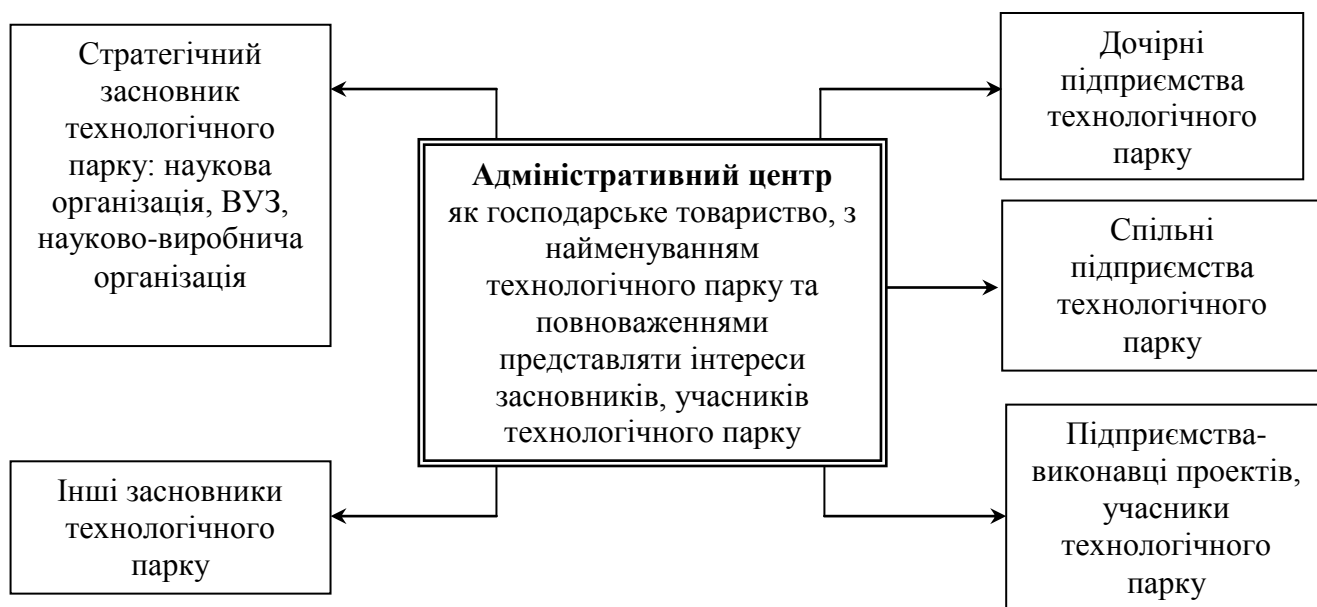 Стратегічний
засновник
технологічного
парку: наукова
організація, ВУЗ,
науково-виробнича
організація
Інші засновники
технологічного
парку
Адміністративний центр
як господарське товариство, з
найменуванням
технологічного парку та
повноваженнями
представляти інтереси
засновників, учасників
технологічного парку
Дочірні
підприємства
технологічного
парку
Спільні
підприємства
технологічного
парку
Підприємства-
виконавці проектів,
учасники
технологічного
парку